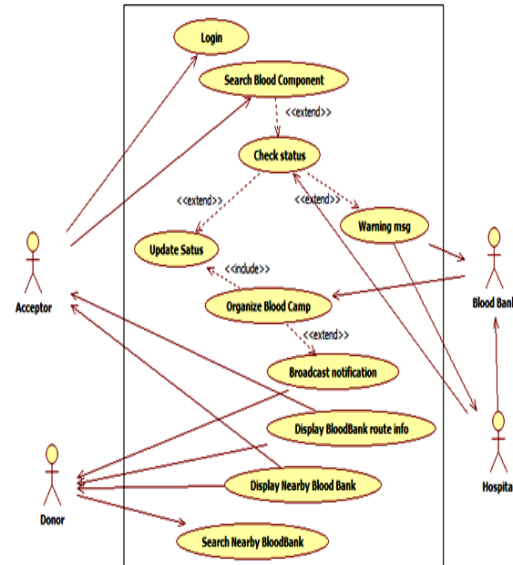 Login
Search Blood Component
<<extend>>
Check status
<<extend>>
<<extend>>
Warning msg
Update Satus
<<include>>
Acceptor
Organize Blood Camp
Blood Bank
<<extend>>
Broadcast notification
Display BloodBank route info
Display Nearby Blood Bank
Hospital
Donor
Search Nearby BloodBank